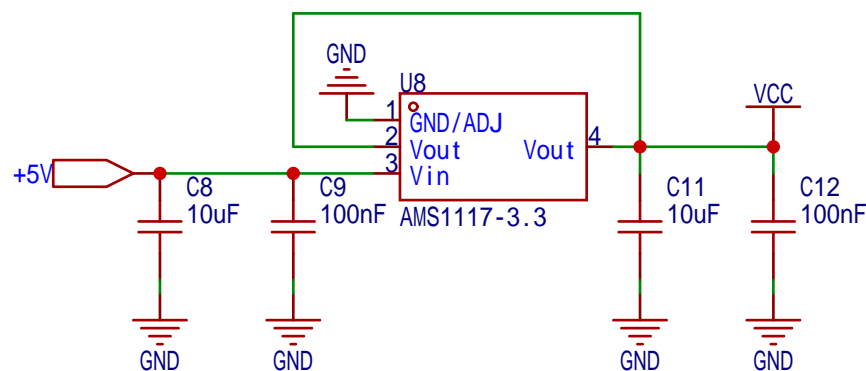 GND
U8
1
GND/ADJ
2
Vout
Vout
4
3
Vin
AMS1117-3.3
VCC
+5V
C8
10uF
C9
100nF
C11
10uF
C12
100nF
GND
GND
GND
GND